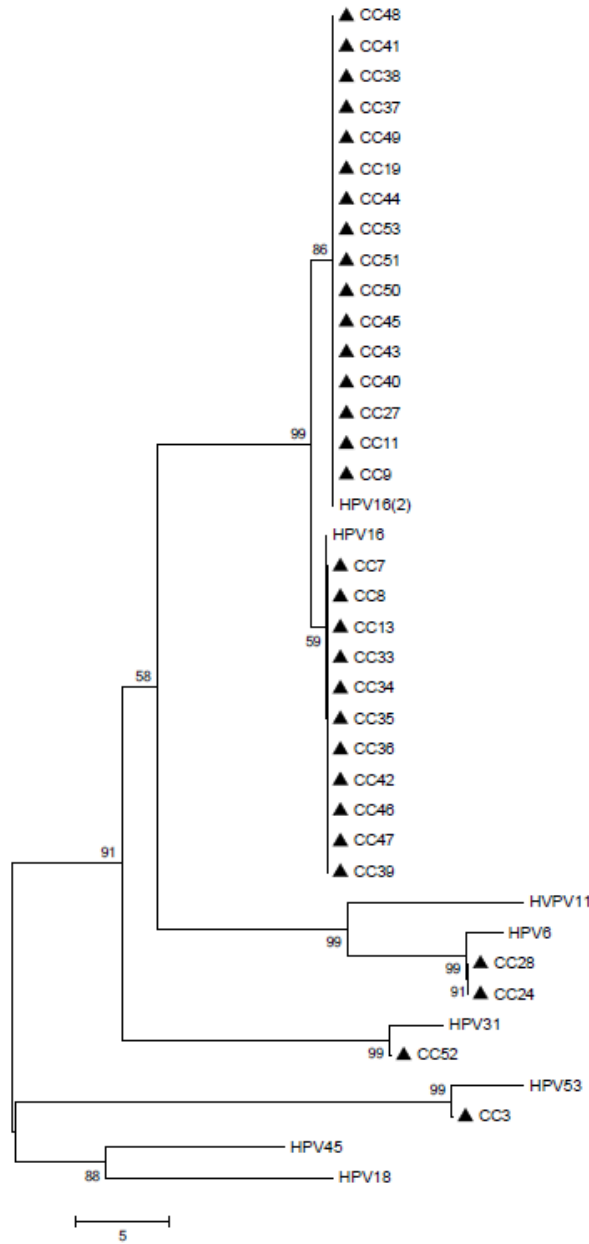 CC48
CC41
CC38
CC37
CC49
CC19
CC44
CC53
86
CC51
CC50
CC45
CC43
CC40
CC27
99
CC11
CC9
HPV16(2)
HPV16
CC7
CC8
CC13
59
CC33
58
CC34
CC35
CC36
CC42
CC46
CC47
91
CC39
HVPV11
99
HPV6
99
CC28
91
CC24
HPV31
99
CC52
99
HPV53
CC3
HPV45
88
HPV18
5